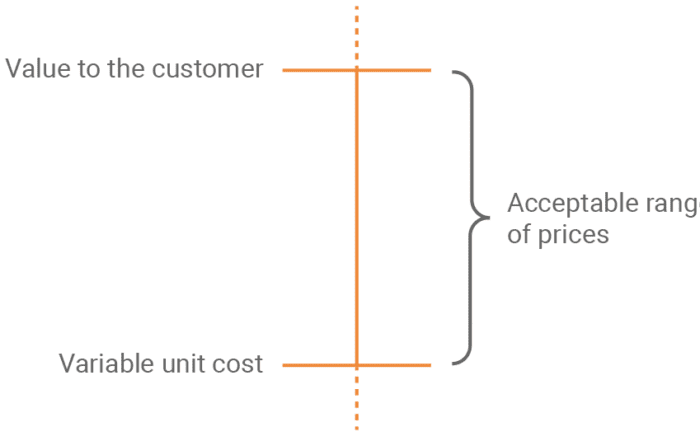 Value to the customer
Acceptable rang
of prices
Variable unit cost